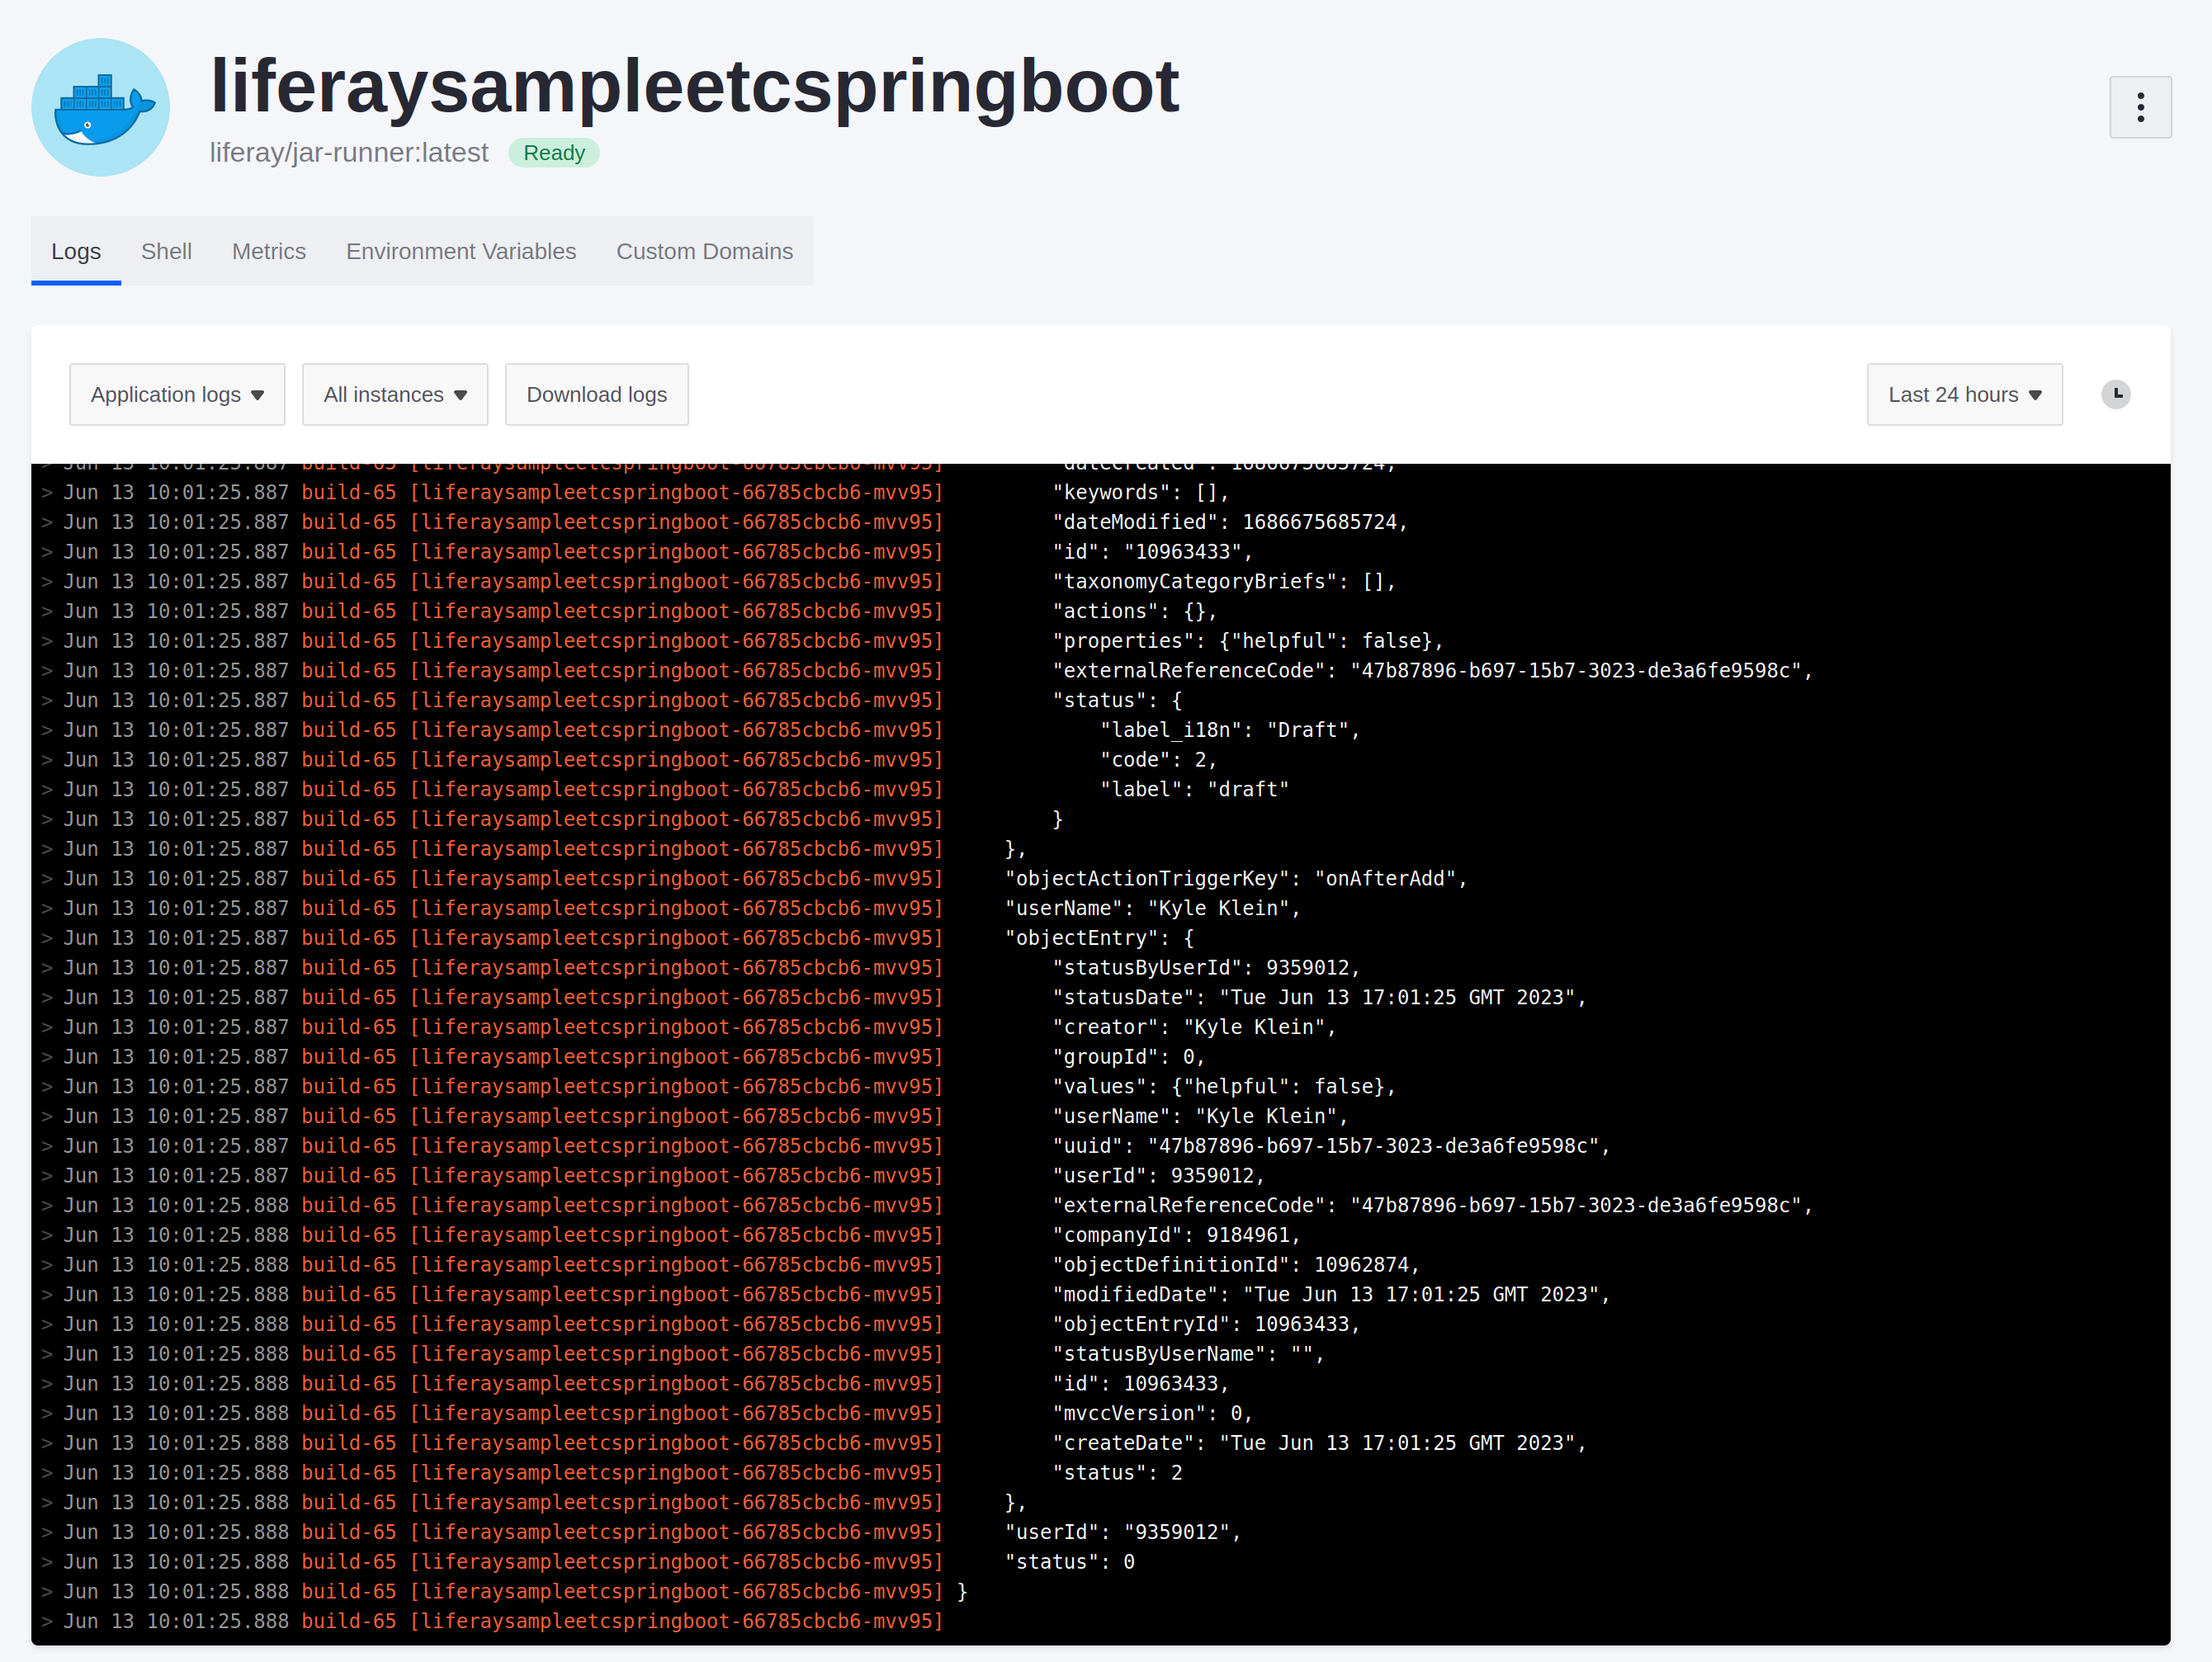 liferaysampleetcspringboot
liferay/jar-runner:latest Ready
Logs Shell Metrics Environment Variables Custom Domains
Application logs All instances Download logs Last 24 hours
> Jun 13 10:01:25.887 build-65 [liferaysampleetcspringboot-66785cbcb6-mvv95] "dateCreated": 1686675685724,
> Jun 13 10:01:25.887 build-65 [liferaysampleetcspringboot-66785cbcb6-mvv95] "keywords": [],
> Jun 13 10:01:25.887 build-65 [liferaysampleetcspringboot-66785cbcb6-mvv95] "dateModified": 1686675685724,
> Jun 13 10:01:25.887 build-65 [liferaysampleetcspringboot-66785cbcb6-mvv95] "id": "10963433",
> Jun 13 10:01:25.887 build-65 [liferaysampleetcspringboot-66785cbcb6-mvv95] "taxonomyCategoryBriefs": [],
> Jun 13 10:01:25.887 build-65 [liferaysampleetcspringboot-66785cbcb6-mvv95] "actions": {},
> Jun 13 10:01:25.887 build-65 [liferaysampleetcspringboot-66785cbcb6-mvv95] "properties": {"helpful": false},
> Jun 13 10:01:25.887 build-65 [liferaysampleetcspringboot-66785cbcb6-mvv95] "externalReferenceCode": "47b87896-b697-15b7-3023-de3a6fe9598c",
> Jun 13 10:01:25.887 build-65 [liferaysampleetcspringboot-66785cbcb6-mvv95] "status": {
> Jun 13 10:01:25.887 build-65 [liferaysampleetcspringboot-66785cbcb6-mvv95] "label_i18n": "Draft",
> Jun 13 10:01:25.887 build-65 [liferaysampleetcspringboot-66785cbcb6-mvv95] "code": 2,
> Jun 13 10:01:25.887 build-65 [liferaysampleetcspringboot-66785cbcb6-mvv95] "label": "draft"
> Jun 13 10:01:25.887 build-65 [liferaysampleetcspringboot-66785cbcb6-mvv95] }
> Jun 13 10:01:25.887 build-65 [liferaysampleetcspringboot-66785cbcb6-mvv95] },
> Jun 13 10:01:25.887 build-65 [liferaysampleetcspringboot-66785cbcb6-mvv95] "objectActionTriggerKey": "onAfterAdd",
> Jun 13 10:01:25.887 build-65 [liferaysampleetcspringboot-66785cbcb6-mvv95] "userName": "Kyle Klein",
> Jun 13 10:01:25.887 build-65 [liferaysampleetcspringboot-66785cbcb6-mvv95] "objectEntry": {
> Jun 13 10:01:25.887 build-65 [liferaysampleetcspringboot-66785cbcb6-mvv95] "statusByUserId": 9359012,
> Jun 13 10:01:25.887 build-65 [liferaysampleetcspringboot-66785cbcb6-mvv95] "statusDate": "Tue Jun 13 17:01:25 GMT 2023",
> Jun 13 10:01:25.887 build-65 [liferaysampleetcspringboot-66785cbcb6-mvv95] "creator": "Kyle Klein",
> Jun 13 10:01:25.887 build-65 [liferaysampleetcspringboot-66785cbcb6-mvv95] "groupId": 0,
> Jun 13 10:01:25.887 build-65 [liferaysampleetcspringboot-66785cbcb6-mvv95] "values": {"helpful": false},
> Jun 13 10:01:25.887 build-65 [liferaysampleetcspringboot-66785cbcb6-mvv95] "userName": "Kyle Klein",
> Jun 13 10:01:25.887 build-65 [liferaysampleetcspringboot-66785cbcb6-mvv95] "uuid": "47b87896-b697-15b7-3023-de3a6fe9598c",
> Jun 13 10:01:25.887 build-65 [liferaysampleetcspringboot-66785cbcb6-mvv95] "userId": 9359012,
> Jun 13 10:01:25.888 build-65 [liferaysampleetcspringboot-66785cbcb6-mvv95] "externalReferenceCode": "47b87896-b697-15b7-3023-de3a6fe9598c",
> Jun 13 10:01:25.888 build-65 [liferaysampleetcspringboot-66785cbcb6-mvv95] "companyId": 9184961,
> Jun 13 10:01:25.888 build-65 [liferaysampleetcspringboot-66785cbcb6-mvv95] "objectDefinitionId": 10962874,
> Jun 13 10:01:25.888 build-65 [liferaysampleetcspringboot-66785cbcb6-mvv95] "modifiedDate": "Tue Jun 13 17:01:25 GMT 2023",
> Jun 13 10:01:25.888 build-65 [liferaysampleetcspringboot-66785cbcb6-mvv95] "objectEntryId": 10963433,
> Jun 13 10:01:25.888 build-65 [liferaysampleetcspringboot-66785cbcb6-mvv95] "statusByUserName": "",
> Jun 13 10:01:25.888 build-65 [liferaysampleetcspringboot-66785cbcb6-mvv95] "id": 10963433,
> Jun 13 10:01:25.888 build-65 [liferaysampleetcspringboot-66785cbcb6-mvv95] "mvccVersion": 0,
> Jun 13 10:01:25.888 build-65 [liferaysampleetcspringboot-66785cbcb6-mvv95] "createDate": "Tue Jun 13 17:01:25 GMT 2023",
> Jun 13 10:01:25.888 build-65 [liferaysampleetcspringboot-66785cbcb6-mvv95] "status": 2
> Jun 13 10:01:25.888 build-65 [liferaysampleetcspringboot-66785cbcb6-mvv95] },
> Jun 13 10:01:25.888 build-65 [liferaysampleetcspringboot-66785cbcb6-mvv95] "userId": "9359012",
> Jun 13 10:01:25.888 build-65 [liferaysampleetcspringboot-66785cbcb6-mvv95] "status": 0
> Jun 13 10:01:25.888 build-65 [liferaysampleetcspringboot-66785cbcb6-mvv95] }
> Jun 13 10:01:25.888 build-65 [liferaysampleetcspringboot-66785cbcb6-mvv95]